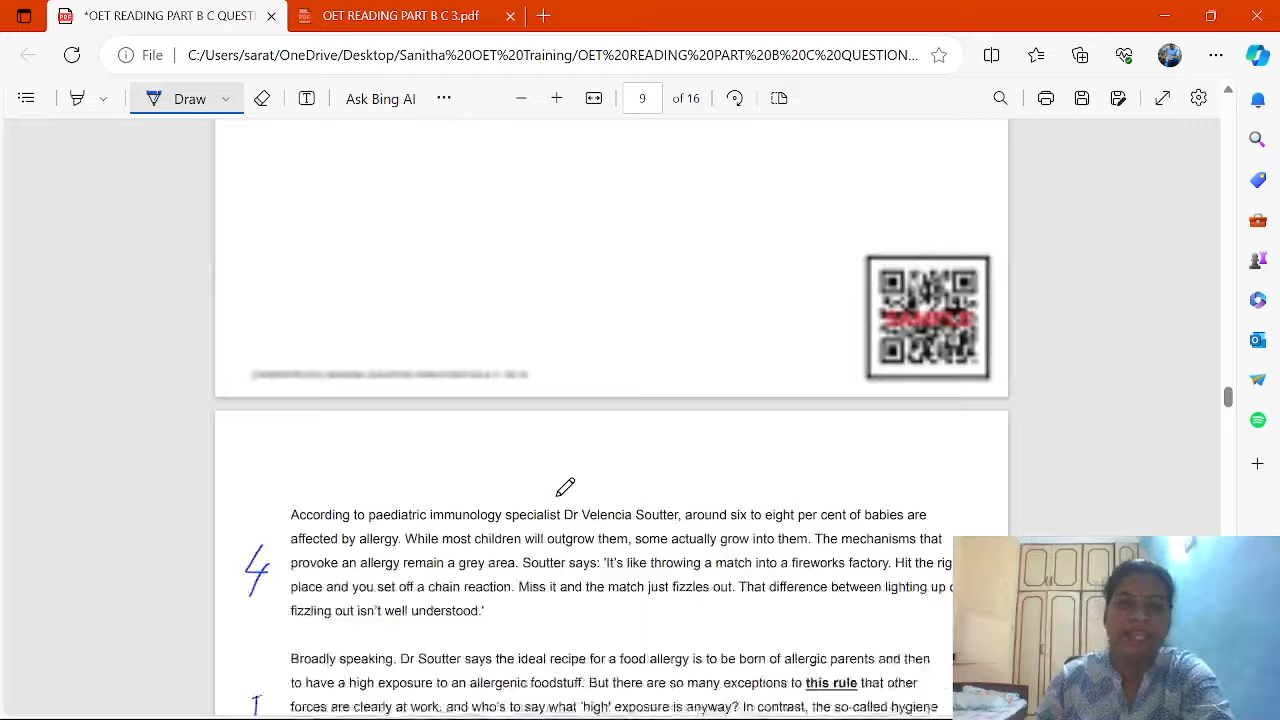 *OET READING PART B C QUESTI
OET READING PART B C 3.pdf
File
C:/Users/sarat/OneDrive/Desktop/Sanitha%20OET%20Training/OET%20READING%20PART%20B%20C%20QUESTION...
Draw
Ask Bing AI
9 of 16
SAMPLE
4
According to paediatric immunology specialist Dr Velencia Soutter, around six to eight per cent of babies are
affected by allergy. While most children will outgrow them, some actually grow into them. The mechanisms that
provoke an allergy remain a grey area. Soutter says: 'It's like throwing a match into a fireworks factory. Hit the rig
place and you set off a chain reaction. Miss it and the match just fizzles out. That difference between lighting up
fizzling out isn't well understood.'
Broadly speaking, Dr Soutter says the ideal recipe for a food allergy is to be born of allergic parents and then
to have a high exposure to an allergenic foodstuff. But there are so many exceptions to this rule that other
forces are clearly at work, and who's to say what 'high' exposure is anyway? In contrast, the so-called hygiene